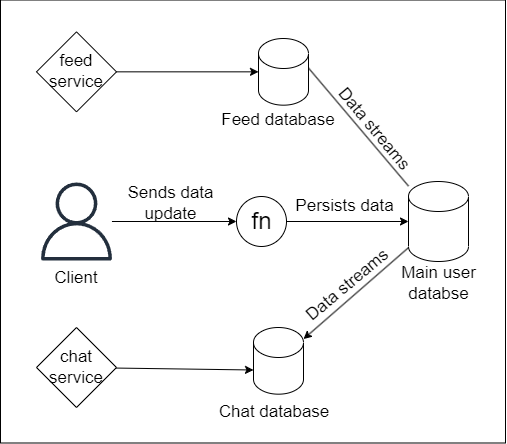 feed
service
Feed database
Data streams
Sends data
update
fn
Persists data
Client
Main user
databse
Data streams
chat
service
Chat database